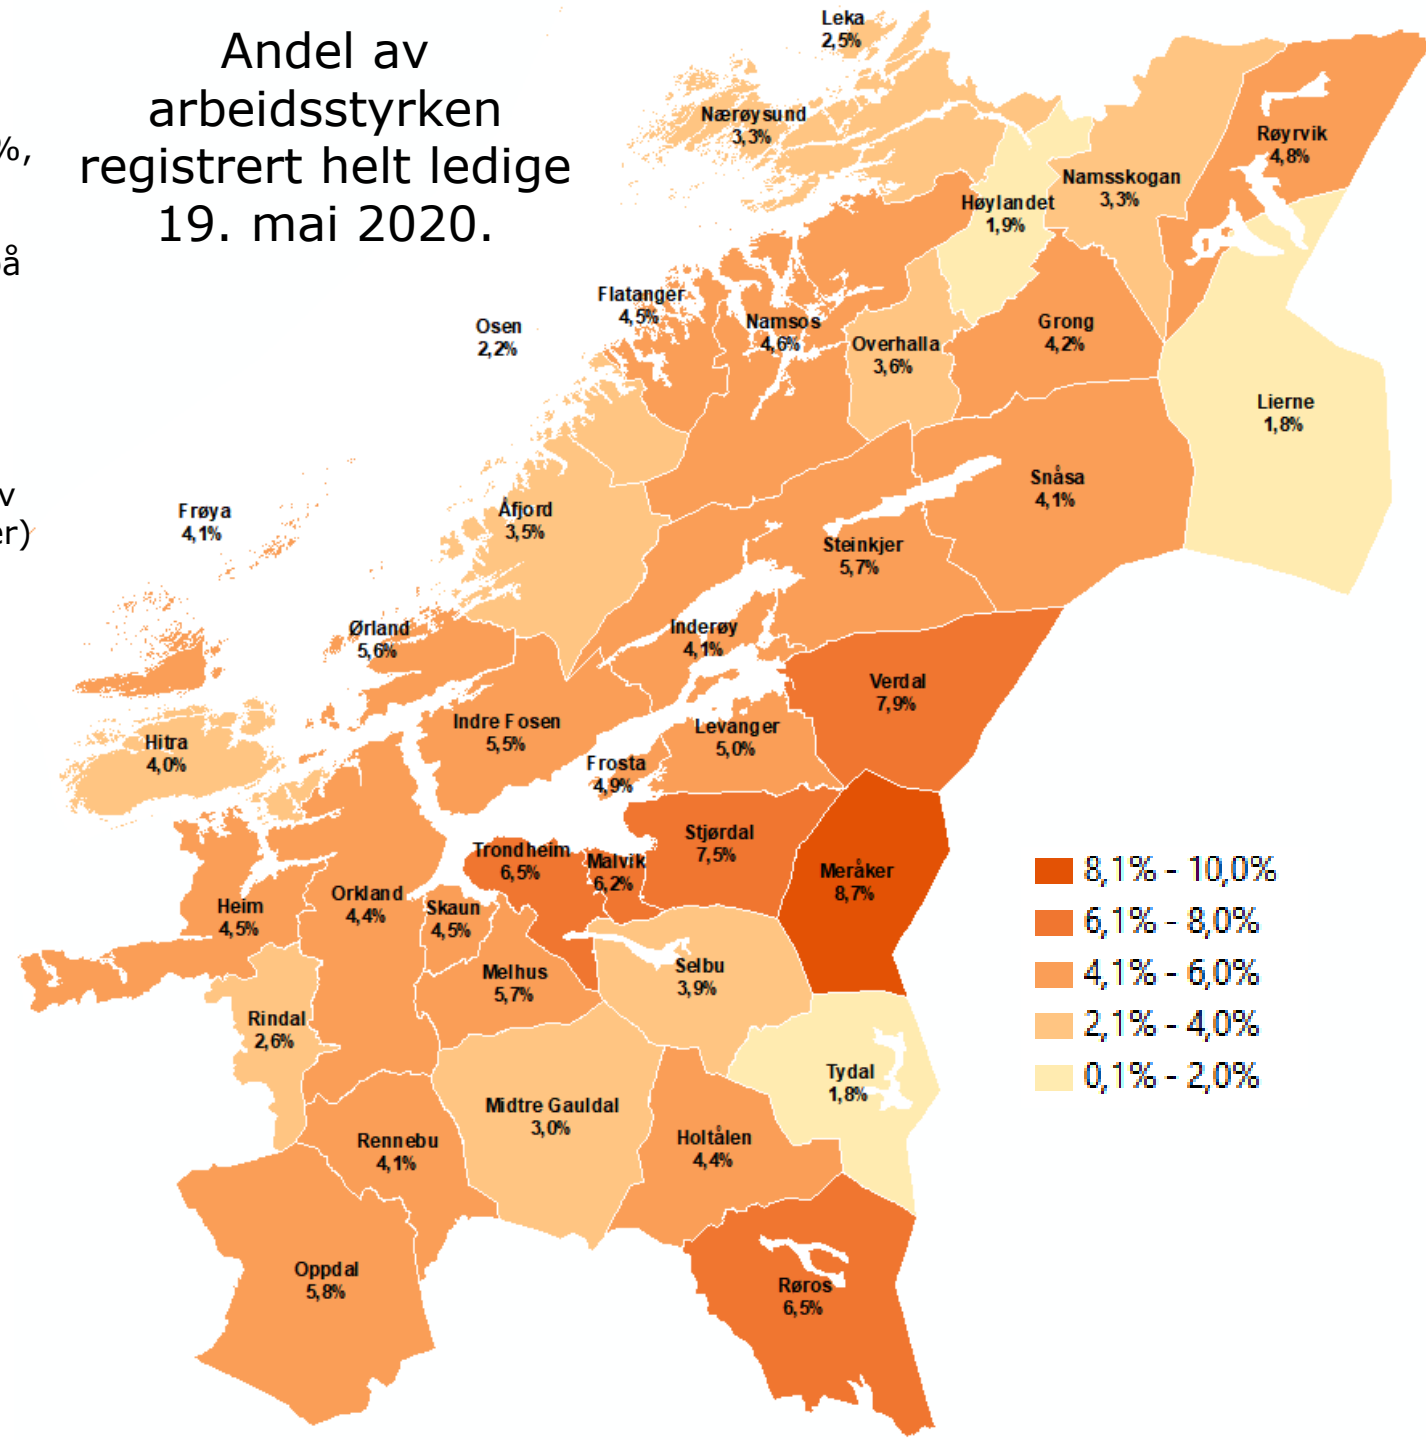 Andel av
arbeidsstyrken
registrert helt ledige
19. mai 2020.
%,
å
v
er)
Leka
2,5%
Nærøysund
3,3%
Røyrvik
4,8%
Namsskogan
3,3%
Høylandet
1,9%
Flatanger
4,5%
Osen
2,2%
Namsos
4,6%
Overhalla
3,6%
Grong
4,2%
Lierne
1,8%
Snåsa
4,1%
Frøya
4,1%
Åfjord
3,5%
Steinkjer
5,7%
Ørland
5,6%
Inderøy
4,1%
Verdal
7,9%
Indre Fosen
5,5%
Levanger
5,0%
Hitra
4,0%
Frosta
4,9%
Stjørdal
7,5%
Trondheim
6,5%
Malvik
6,2%
Meråker
8,7%
Orkland
4,4%
Skaun
4,5%
Heim
4,5%
Melhus
5,7%
Selbu
3,9%
Rindal
2,6%
Tydal
1,8%
Midtre Gauldal
3,0%
Rennebu
4,1%
Holtålen
4,4%
Oppdal
5,8%
Røros
6,5%
8,1% - 10,0%
6,1% - 8,0%
4,1% - 6,0%
2,1% - 4,0%
0,1% - 2,0%